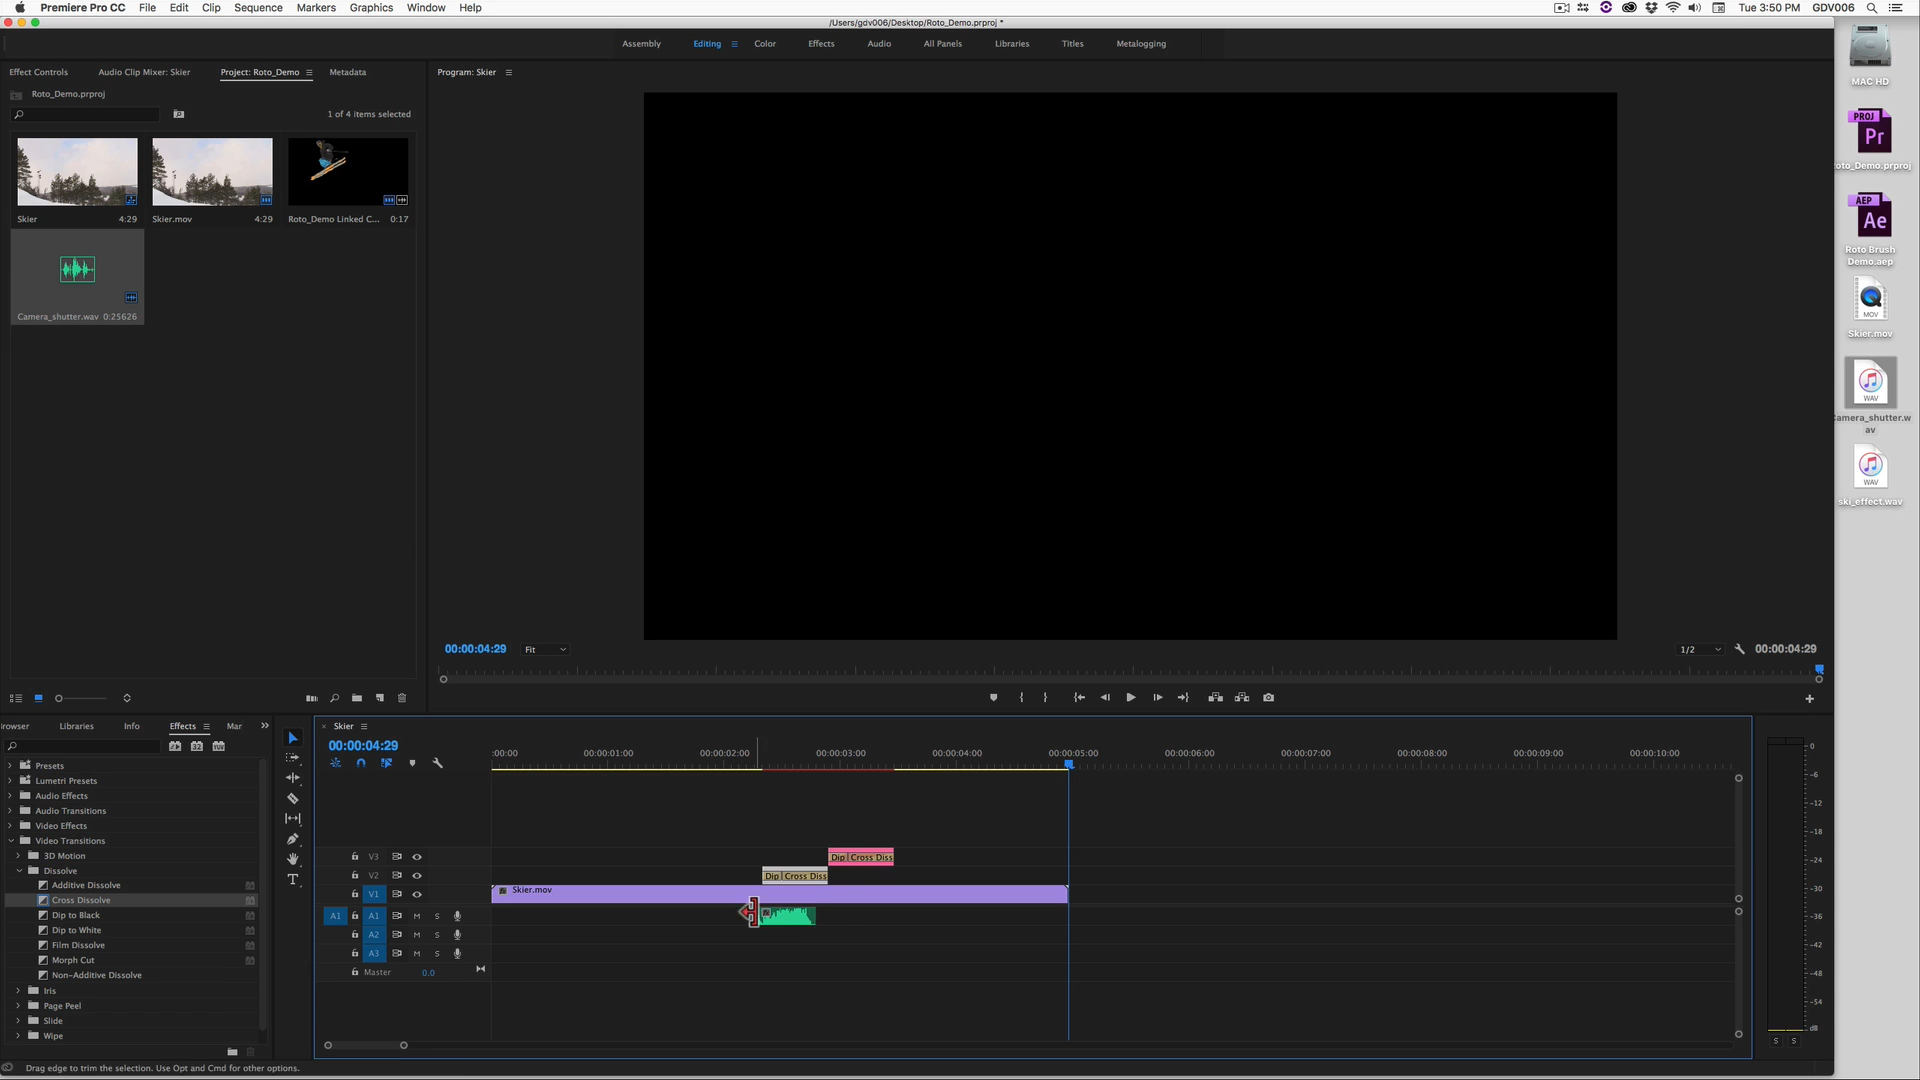 Premiere Pro CC File Edit Clip Sequence Markers Graphics Window Help Tue 3:50 PM GDV006
/Users/gdv006/Desktop/Roto_Demo.prproj *
Assembly Editing Color Effects Audio All Panels Libraries Titles Metalogging
Effect Controls Audio Clip Mixer: Skier Project: Roto_Demo Metadata Program: Skier
Roto_Demo.prproj
1 of 4 items selected
Skier 4:29 Skier.mov 4:29 Roto_Demo Linked C... 0:17
Camera_shutter.wav 0:25626
MAC HD
PROJ
Pr
oto_Demo.prproj
AEP
Ae
Roto Brush
Demo.aep
MOV
Skier.mov
WAV
Camera_shutter.w
av
WAV
ski_effect.wav
00:00:04:29 Fit 1/2 00:00:04:29
rowser Libraries Info Effects Mar
Presets
Lumetri Presets
Audio Effects
Audio Transitions
Video Effects
Video Transitions
3D Motion
Dissolve
Additive Dissolve
Cross Dissolve
Dip to Black
Dip to White
Film Dissolve
Morph Cut
Non-Additive Dissolve
Iris
Page Peel
Slide
Wipe
Skier
00:00:04:29
:00:00 00:00:01:00 00:00:02:00 00:00:03:00 00:00:04:00 00:00:05:00 00:00:06:00 00:00:07:00 00:00:08:00 00:00:09:00 00:00:10:00
V3 Dip Cross Diss
V2 Dip Cross Diss
V1 Skier.mov
A1 A1 M S
A2 M S
A3 M S
Master 0.0
0
-6
-12
-18
-24
-30
-36
-42
-48
-54
dB
S S
Drag edge to trim the selection. Use Opt and Cmd for other options.